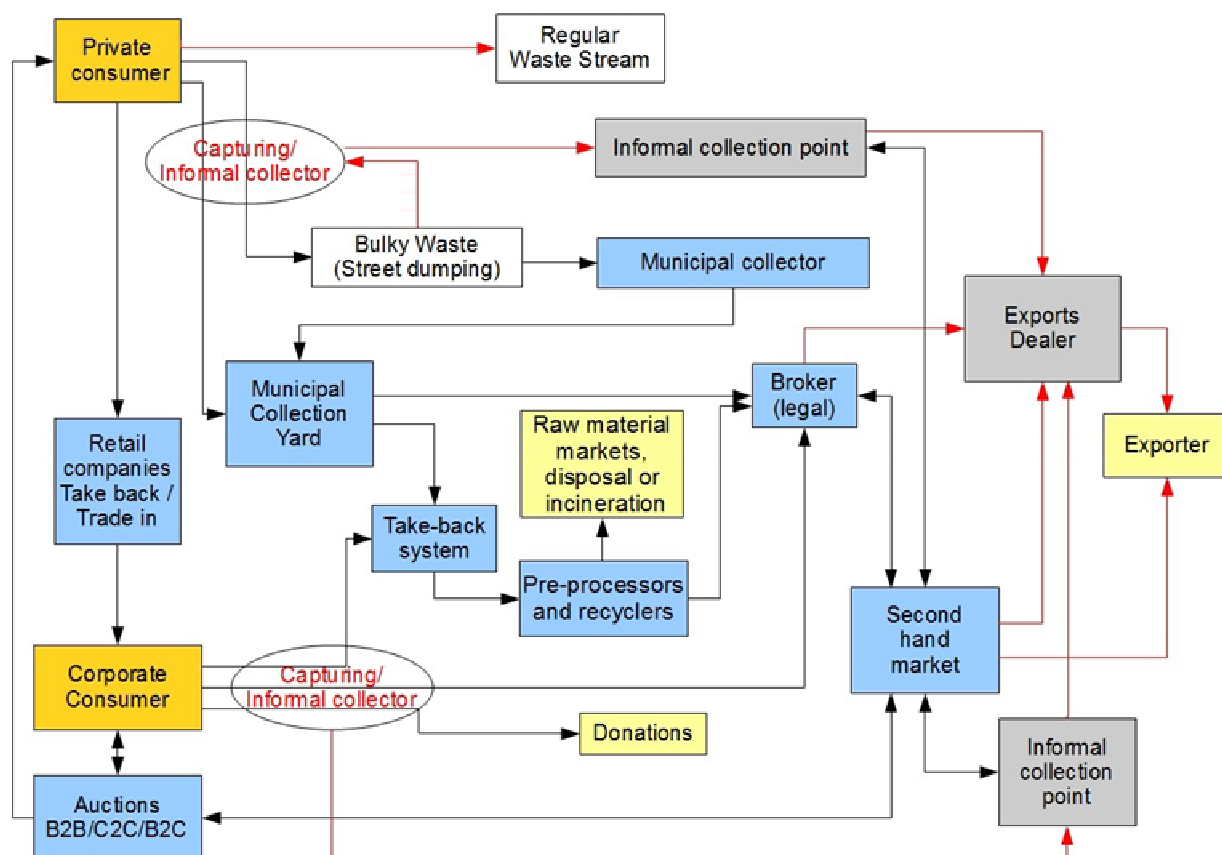 Private
consumer
Regular
Waste Stream
Capturing/
Informal collector
Informal collection point
Bulky Waste
(Street dumping)
Municipal collector
Exports
Dealer
Municipal
Collection
Yard
Broker
(legal)
Raw material
markets,
disposal or
incineration
Exporter
Retail
companies
Take back /
Trade in
Take-back
system
Pre-processors
and recyclers
Second
hand
market
Corporate
Consumer
Capturing/
Informal collector
Donations
Informal
collection
point
Auctions
B2B/C2C/B2C